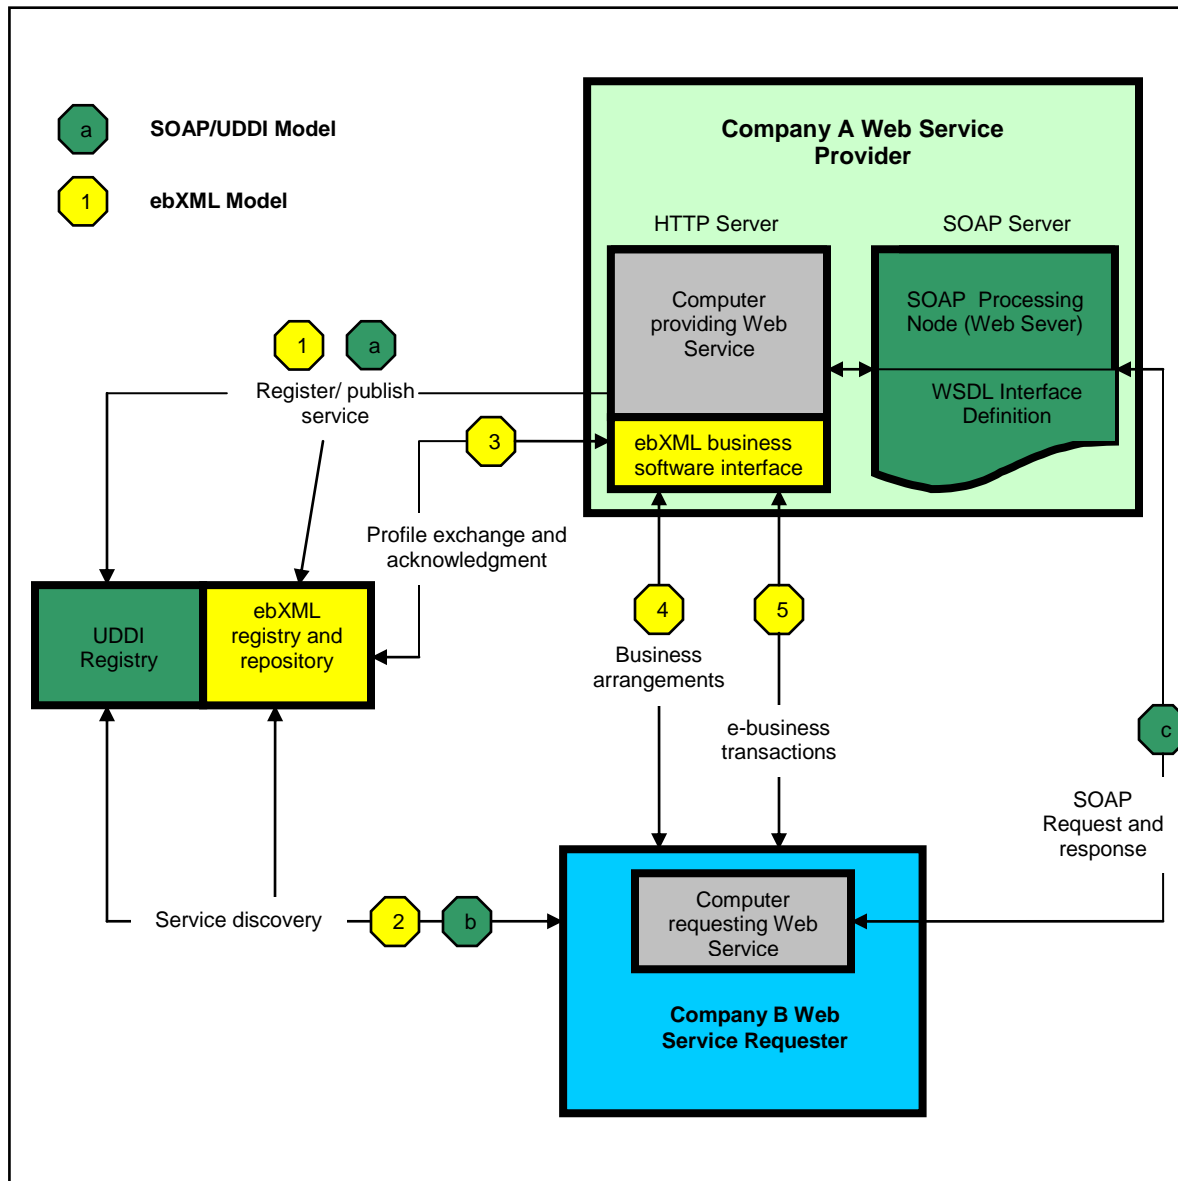 a
SOAP/UDDI Model
1
ebXML Model
Company A Web Service
Provider
HTTP Server
SOAP Server
Computer
providing Web
Service
SOAP  Processing
Node (Web Sever)
WSDL Interface
Definition
ebXML business
software interface
1
a
Register/ publish
service
3
Profile exchange and
acknowledgment
UDDI
Registry
ebXML
registry and
repository
4
Business
arrangements
5
e-business
transactions
c
SOAP
Request and
response
Service discovery
2
b
Computer
requesting Web
Service
Company B Web
Service Requester